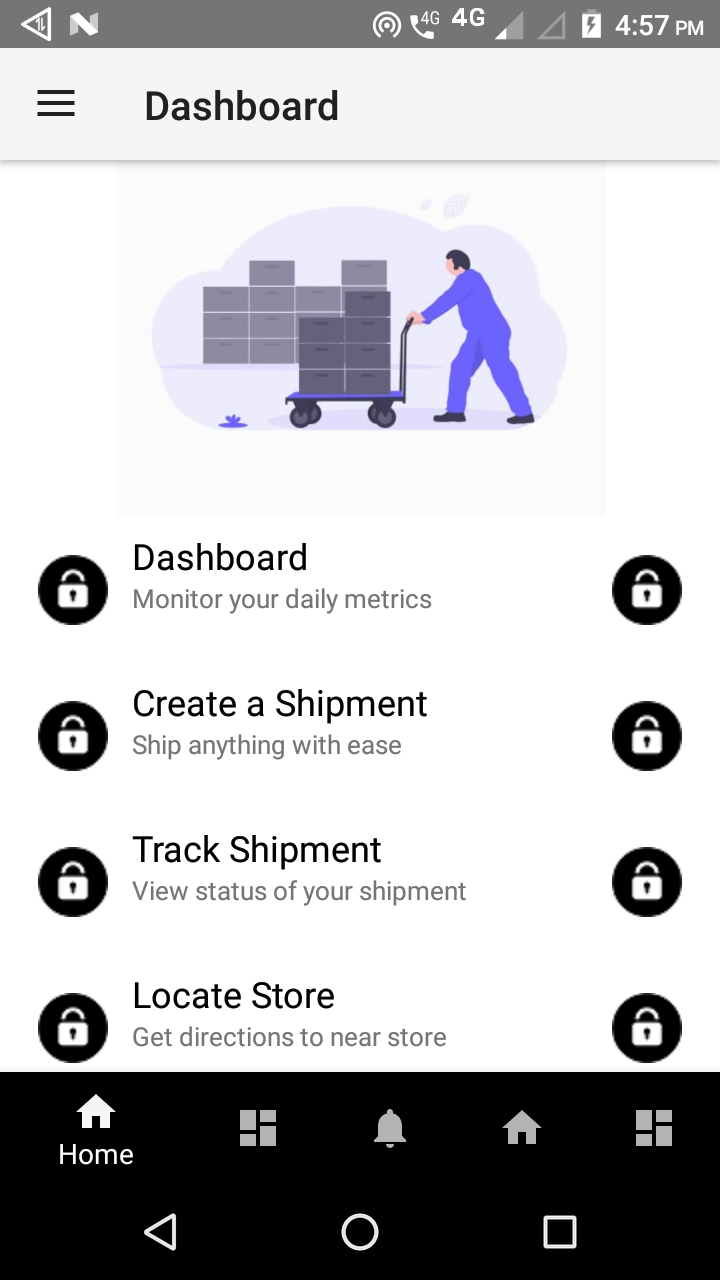 4G 4G 4:57 PM
Dashboard
Dashboard
Monitor your daily metrics
Create a Shipment
Ship anything with ease
Track Shipment
View status of your shipment
Locate Store
Get directions to near store
Home